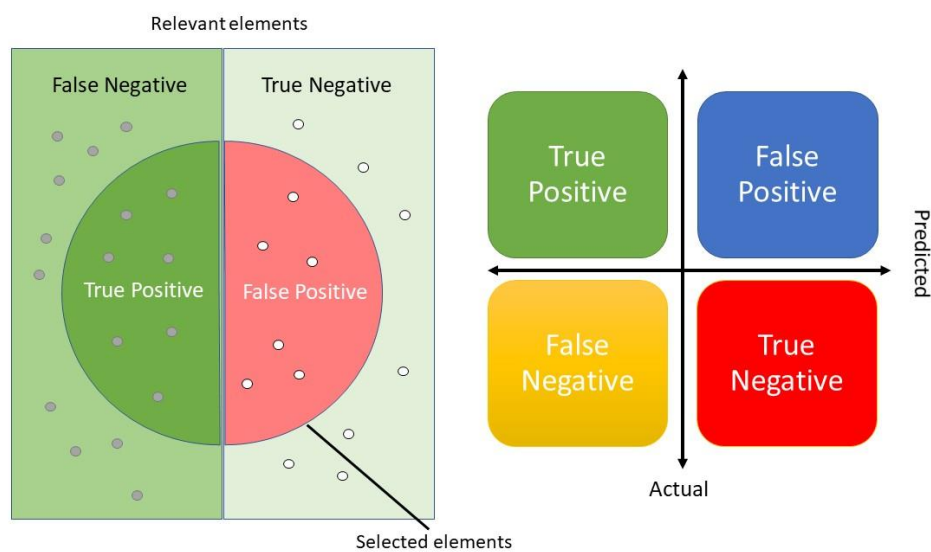 Relevant elements
False Negative
True Negative
True Positive
False Positive
Selected elements
True
Positive
False
Positive
False
Negative
True
Negative
Predicted
Actual